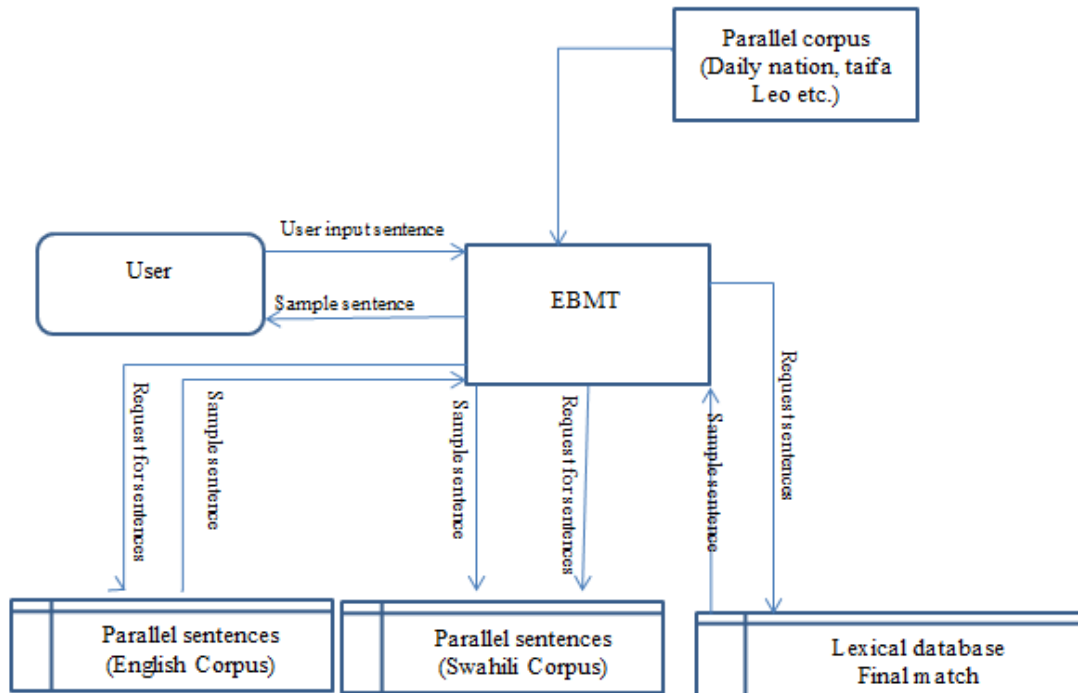 Parallel corpus
(Daily nation, taifa
Leo etc.)
User input sentence
User
EBMT
Sample sentence
Request for sentences
Sample sentence
Sample sentence
Request for sentences
Sample sentence
Request sentences
Parallel sentences
(English Corpus)
Parallel sentences
(Swahili Corpus)
Lexical database
Final match